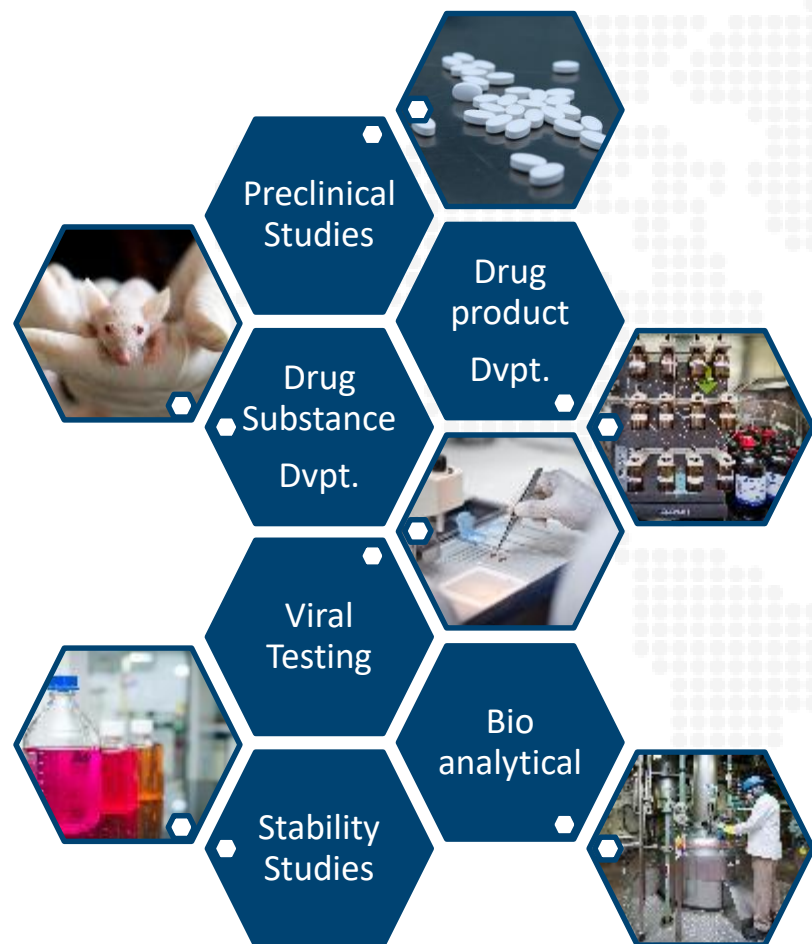 Preclinical
Studies
Drug
product
Dvpt.
Drug
Substance
Dvpt.
Viral
Testing
Bio
analytical
Stability
Studies